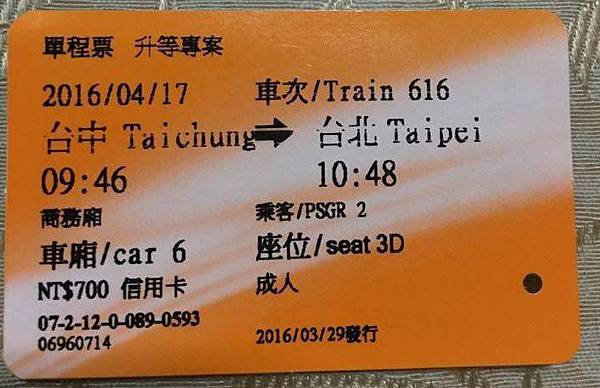 單程票 升等專案
2016/04/17 車次/Train 616
台中 Taichung → 台北 Taipei
09:46 10:48
商務廂 乘客/PSGR 2
車廂/car 6 座位/seat 3D
NT$700 信用卡 成人
07-2-12-0-089-0593
06960714 2016/03/29發行